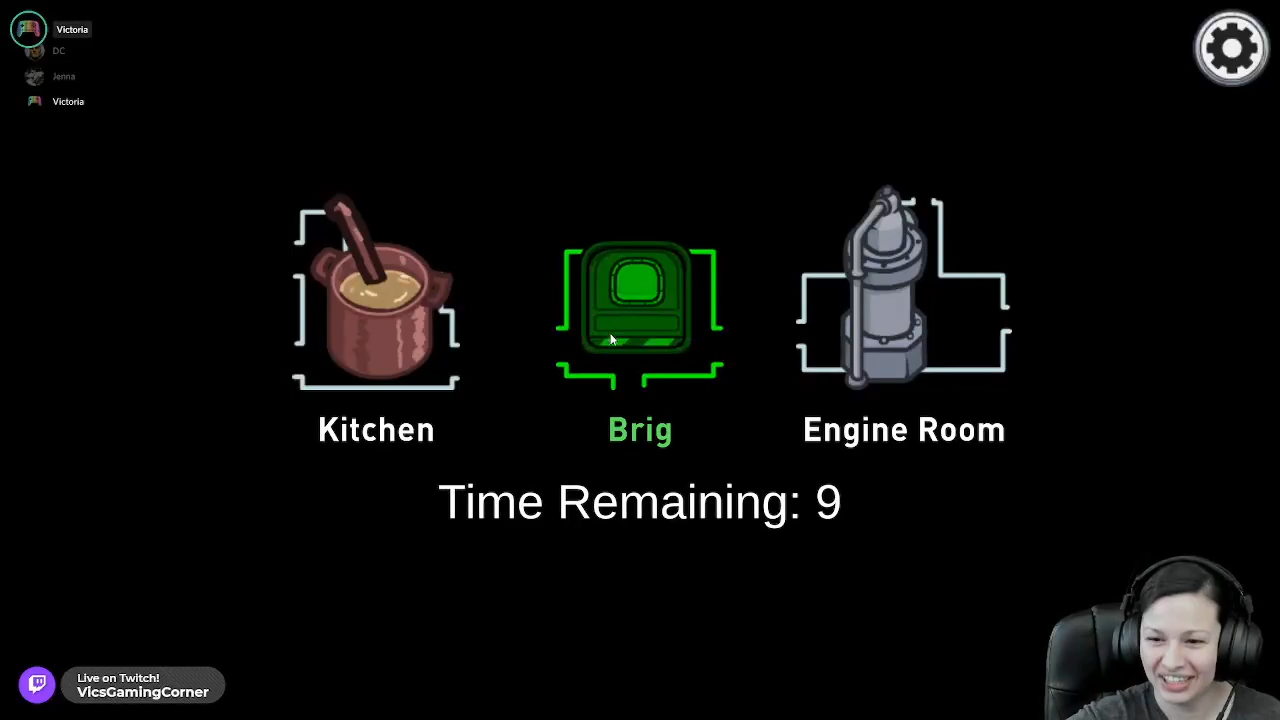 Victoria
DC
Jenna
Victoria
Kitchen
Brig
Engine Room
Time Remaining: 9
Live on Twitch!
VicsGamingCorner